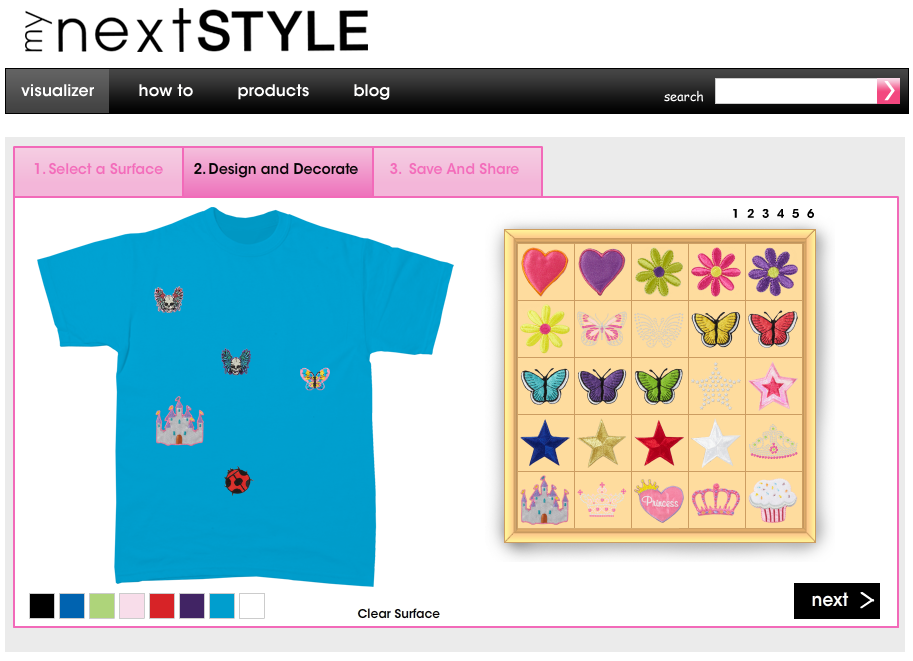 my nextSTYLE
visualizer how to products blog search
1. Select a Surface 2. Design and Decorate 3. Save And Share
1 2 3 4 5 6
Princess
Clear Surface
next